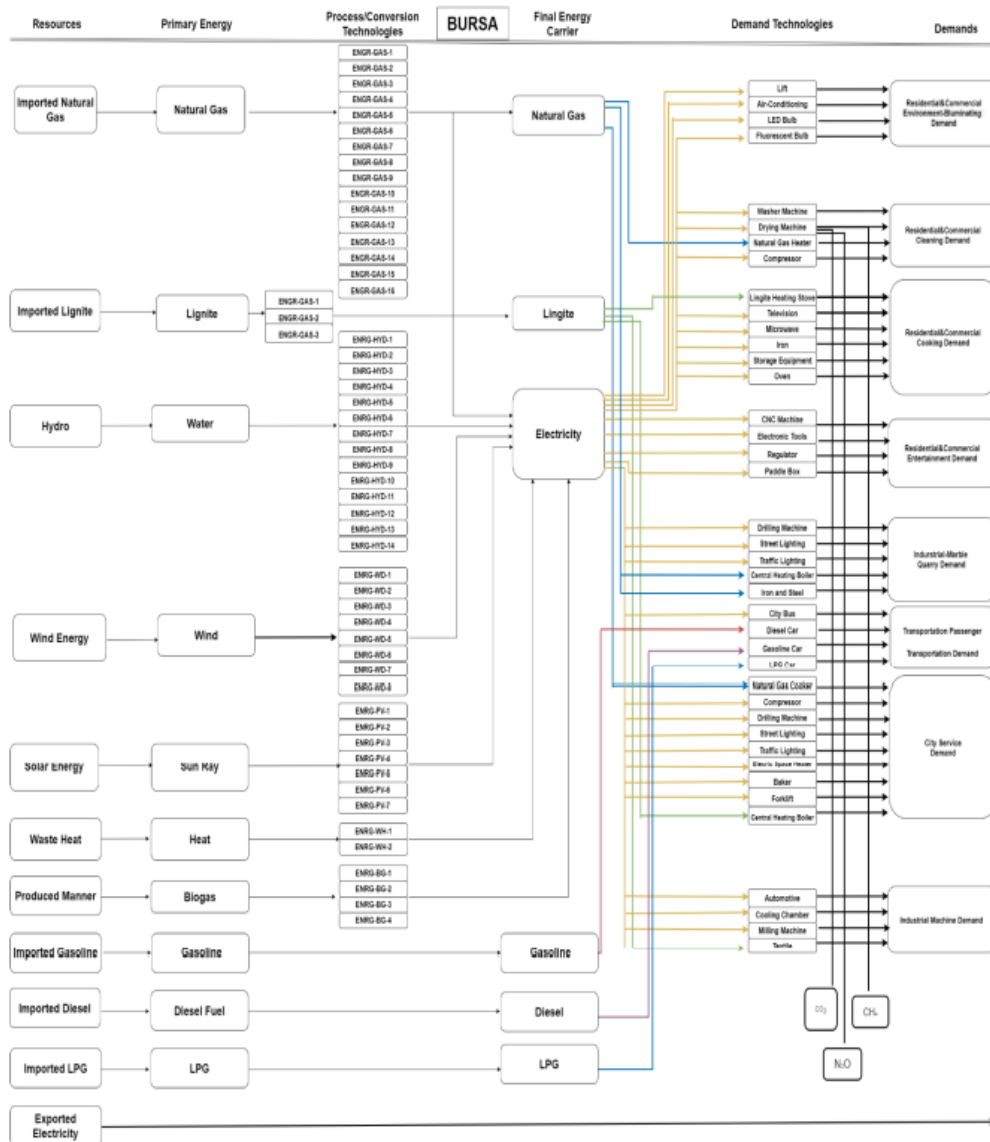 Resources
Primary Energy
Process/Conversion
Technologies
BURSA
Final Energy
Carrier
Demand Technologies
Demands
Imported Natural
Gas
Natural Gas
ENGR-GAS-1
ENGR-GAS-2
ENGR-GAS-3
ENGR-GAS-4
ENGR-GAS-5
ENGR-GAS-6
ENGR-GAS-7
ENGR-GAS-8
ENGR-GAS-9
ENGR-GAS-10
ENGR-GAS-11
ENGR-GAS-12
ENGR-GAS-13
ENGR-GAS-14
ENGR-GAS-15
ENGR-GAS-16
Natural Gas
Lift
Air-Conditioning
LED Bulb
Fluorescent Bulb
Residential&Commercial
Environment-Illuminating
Demand
Washer Machine
Drying Machine
Natural Gas Heater
Compressor
Residential&Commercial
Cleaning Demand
Imported Lignite
Lignite
ENGR-GAS-1
ENGR-GAS-2
ENGR-GAS-3
Lingite
Lingite Heating Stove
Television
Microwave
Iron
Storage Equipment
Oven
Residential&Commercial
Cooking Demand
Hydro
Water
ENRG-HYD-1
ENRG-HYD-2
ENRG-HYD-3
ENRG-HYD-4
ENRG-HYD-5
ENRG-HYD-6
ENRG-HYD-7
ENRG-HYD-8
ENRG-HYD-9
ENRG-HYD-10
ENRG-HYD-11
ENRG-HYD-12
ENRG-HYD-13
ENRG-HYD-14
Electricity
CNC Machine
Electronic Tools
Regulator
Paddle Box
Residential&Commercial
Entertainment Demand
Drilling Machine
Street Lighting
Traffic Lighting
Central Heating Boiler
Iron and Steel
Indurstrial-Marble
Quarry Demand
Wind Energy
Wind
ENRG-WD-1
ENRG-WD-2
ENRG-WD-3
ENRG-WD-4
ENRG-WD-5
ENRG-WD-6
ENRG-WD-7
ENRG-WD-8
City Bus
Diesel Car
Gasoline Car
LPG Car
Transportation Passenger
Transportation Demand
Solar Energy
Sun Ray
ENRG-PV-1
ENRG-PV-2
ENRG-PV-3
ENRG-PV-4
ENRG-PV-5
ENRG-PV-6
ENRG-PV-7
Natural Gas Cooker
Compressor
Drilling Machine
Street Lighting
Traffic Lighting
Electric Space Heater
Baker
Forklift
Central Heating Boiler
City Service
Demand
Waste Heat
Heat
ENRG-WH-1
ENRG-WH-2
Produced Manner
Biogas
ENRG-BG-1
ENRG-BG-2
ENRG-BG-3
ENRG-BG-4
Automotive
Cooling Chamber
Milling Machine
Textile
Industrial Machine Demand
Imported Gasoline
Gasoline
Gasoline
Imported Diesel
Diesel Fuel
Diesel
CO₂
CH₄
Imported LPG
LPG
LPG
N₂O
Exported
Electricity